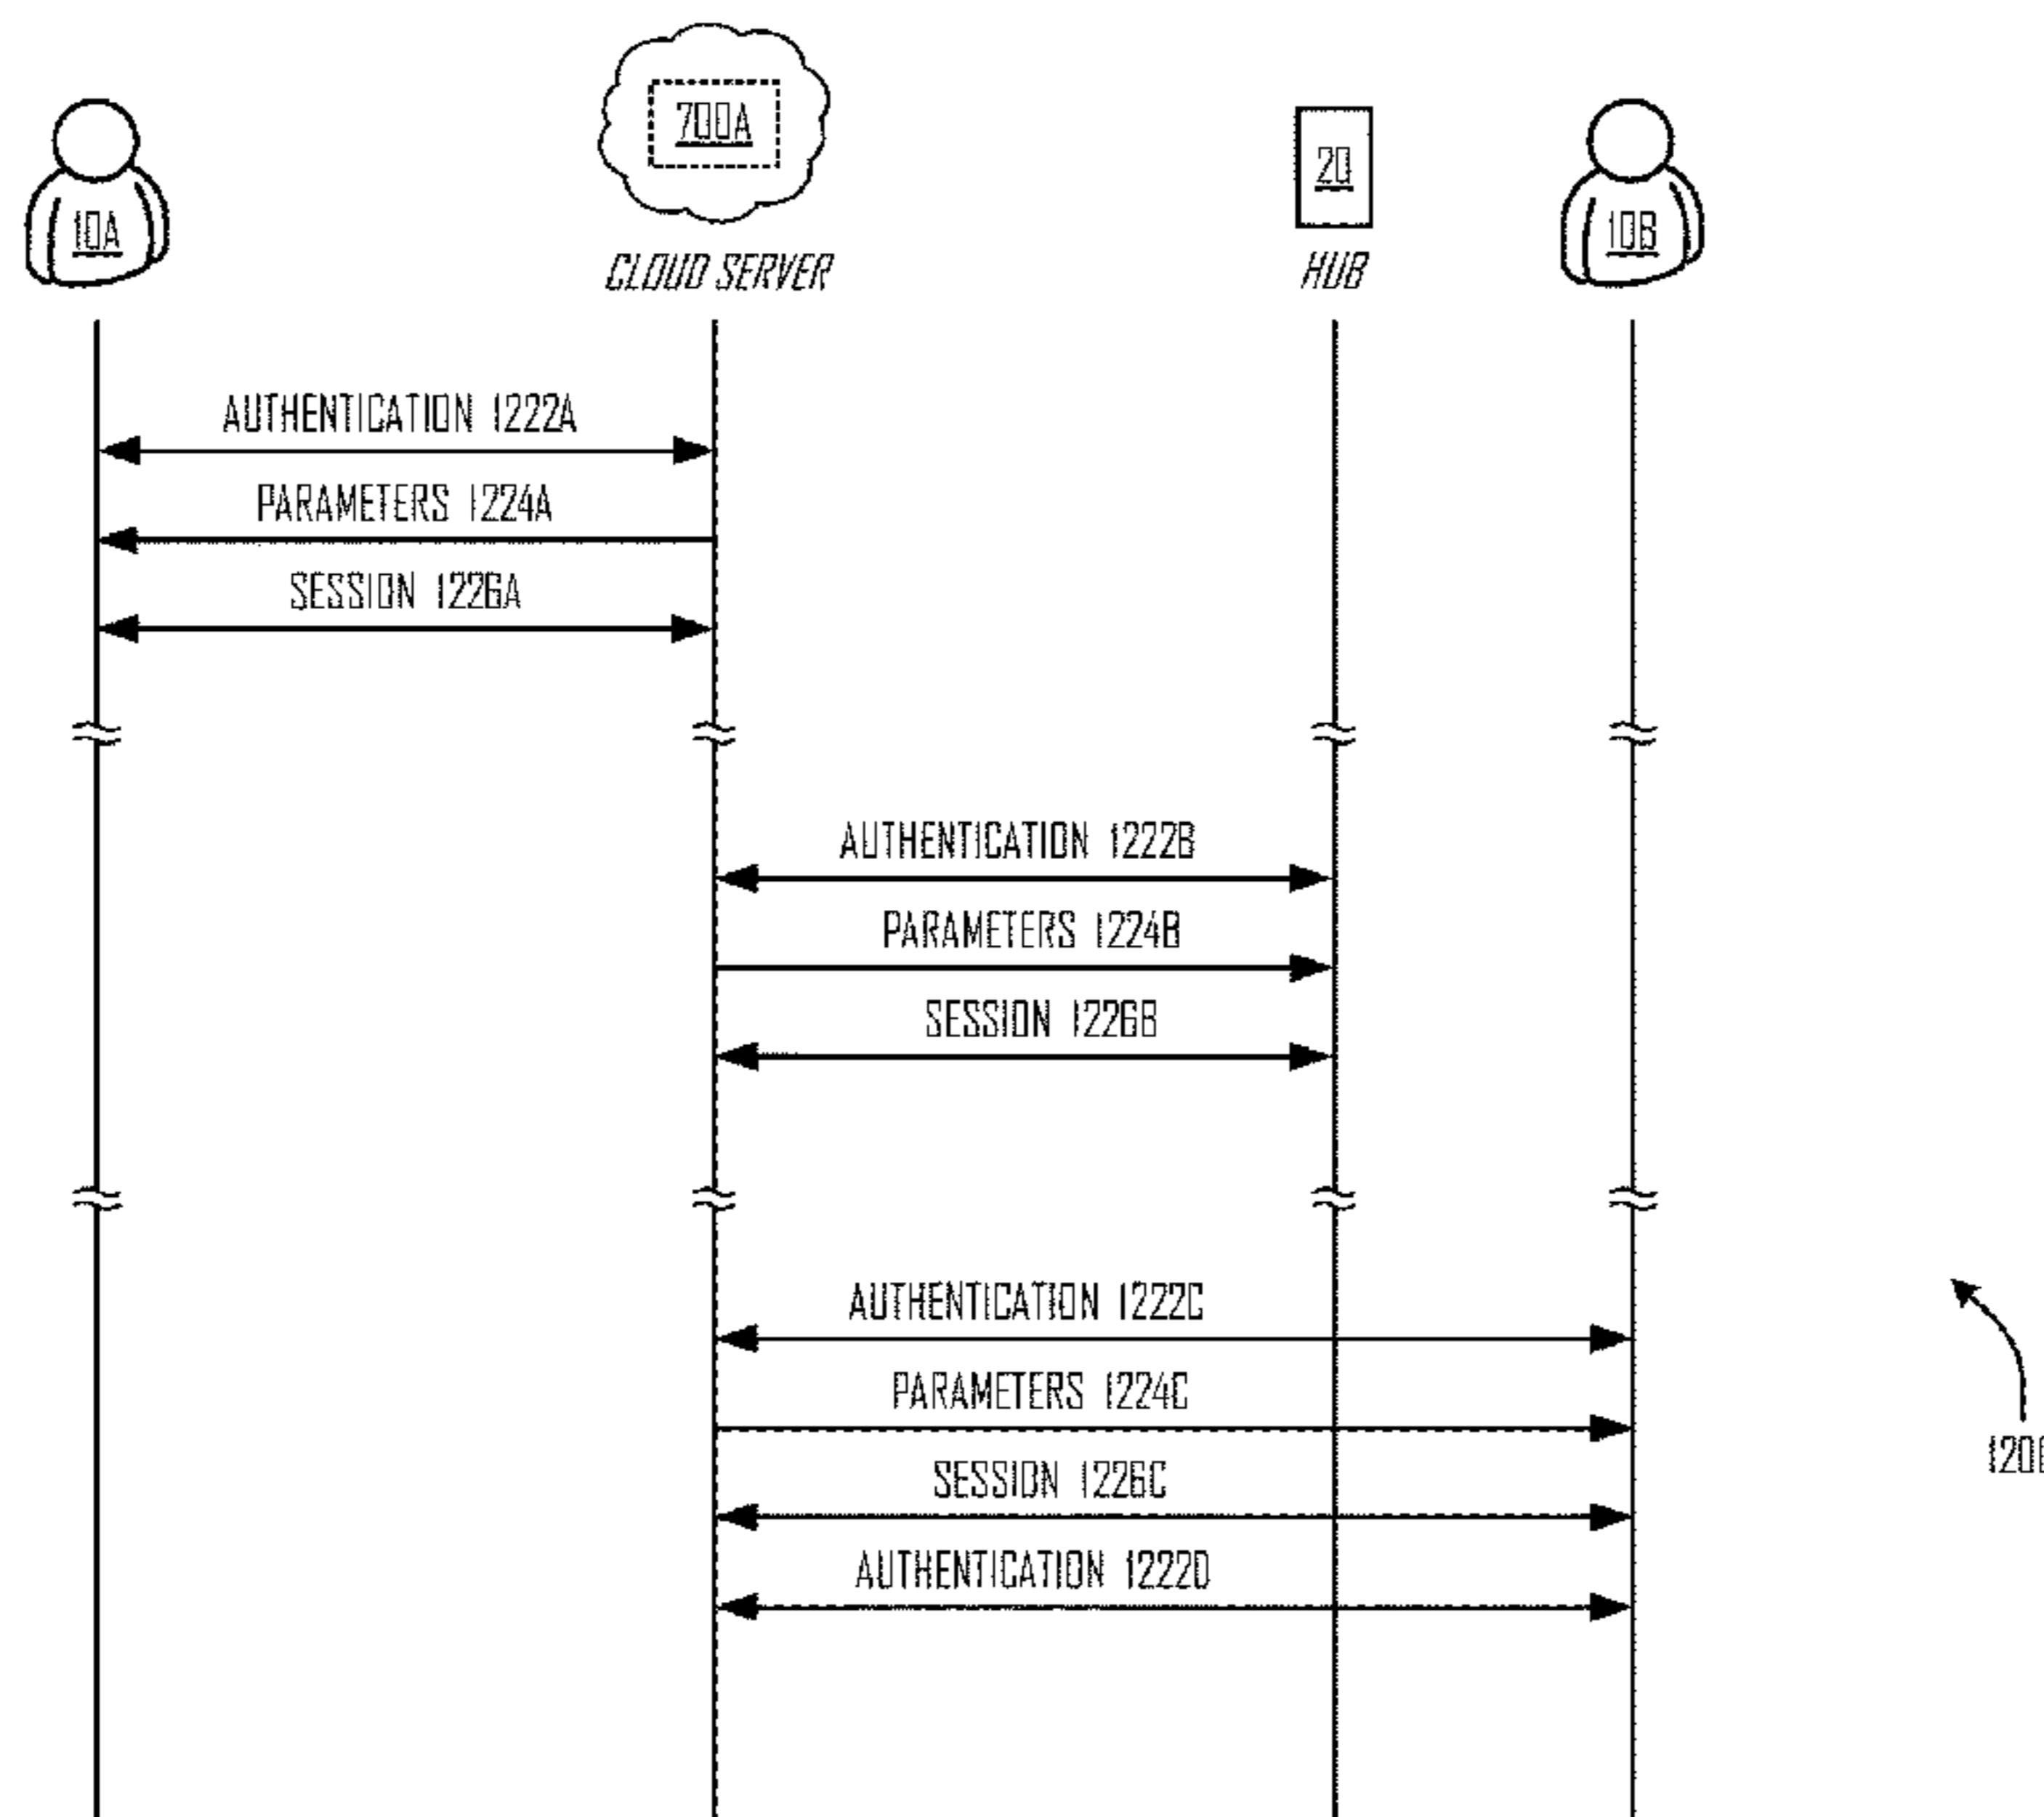 10A
700A
20
10B
CLOUD SERVER
HUB
AUTHENTICATION 1222A
PARAMETERS 1224A
SESSION 1226A
AUTHENTICATION 1222B
PARAMETERS 1224B
SESSION 1226B
AUTHENTICATION 1222C
PARAMETERS 1224C
SESSION 1226C
AUTHENTICATION 1222D